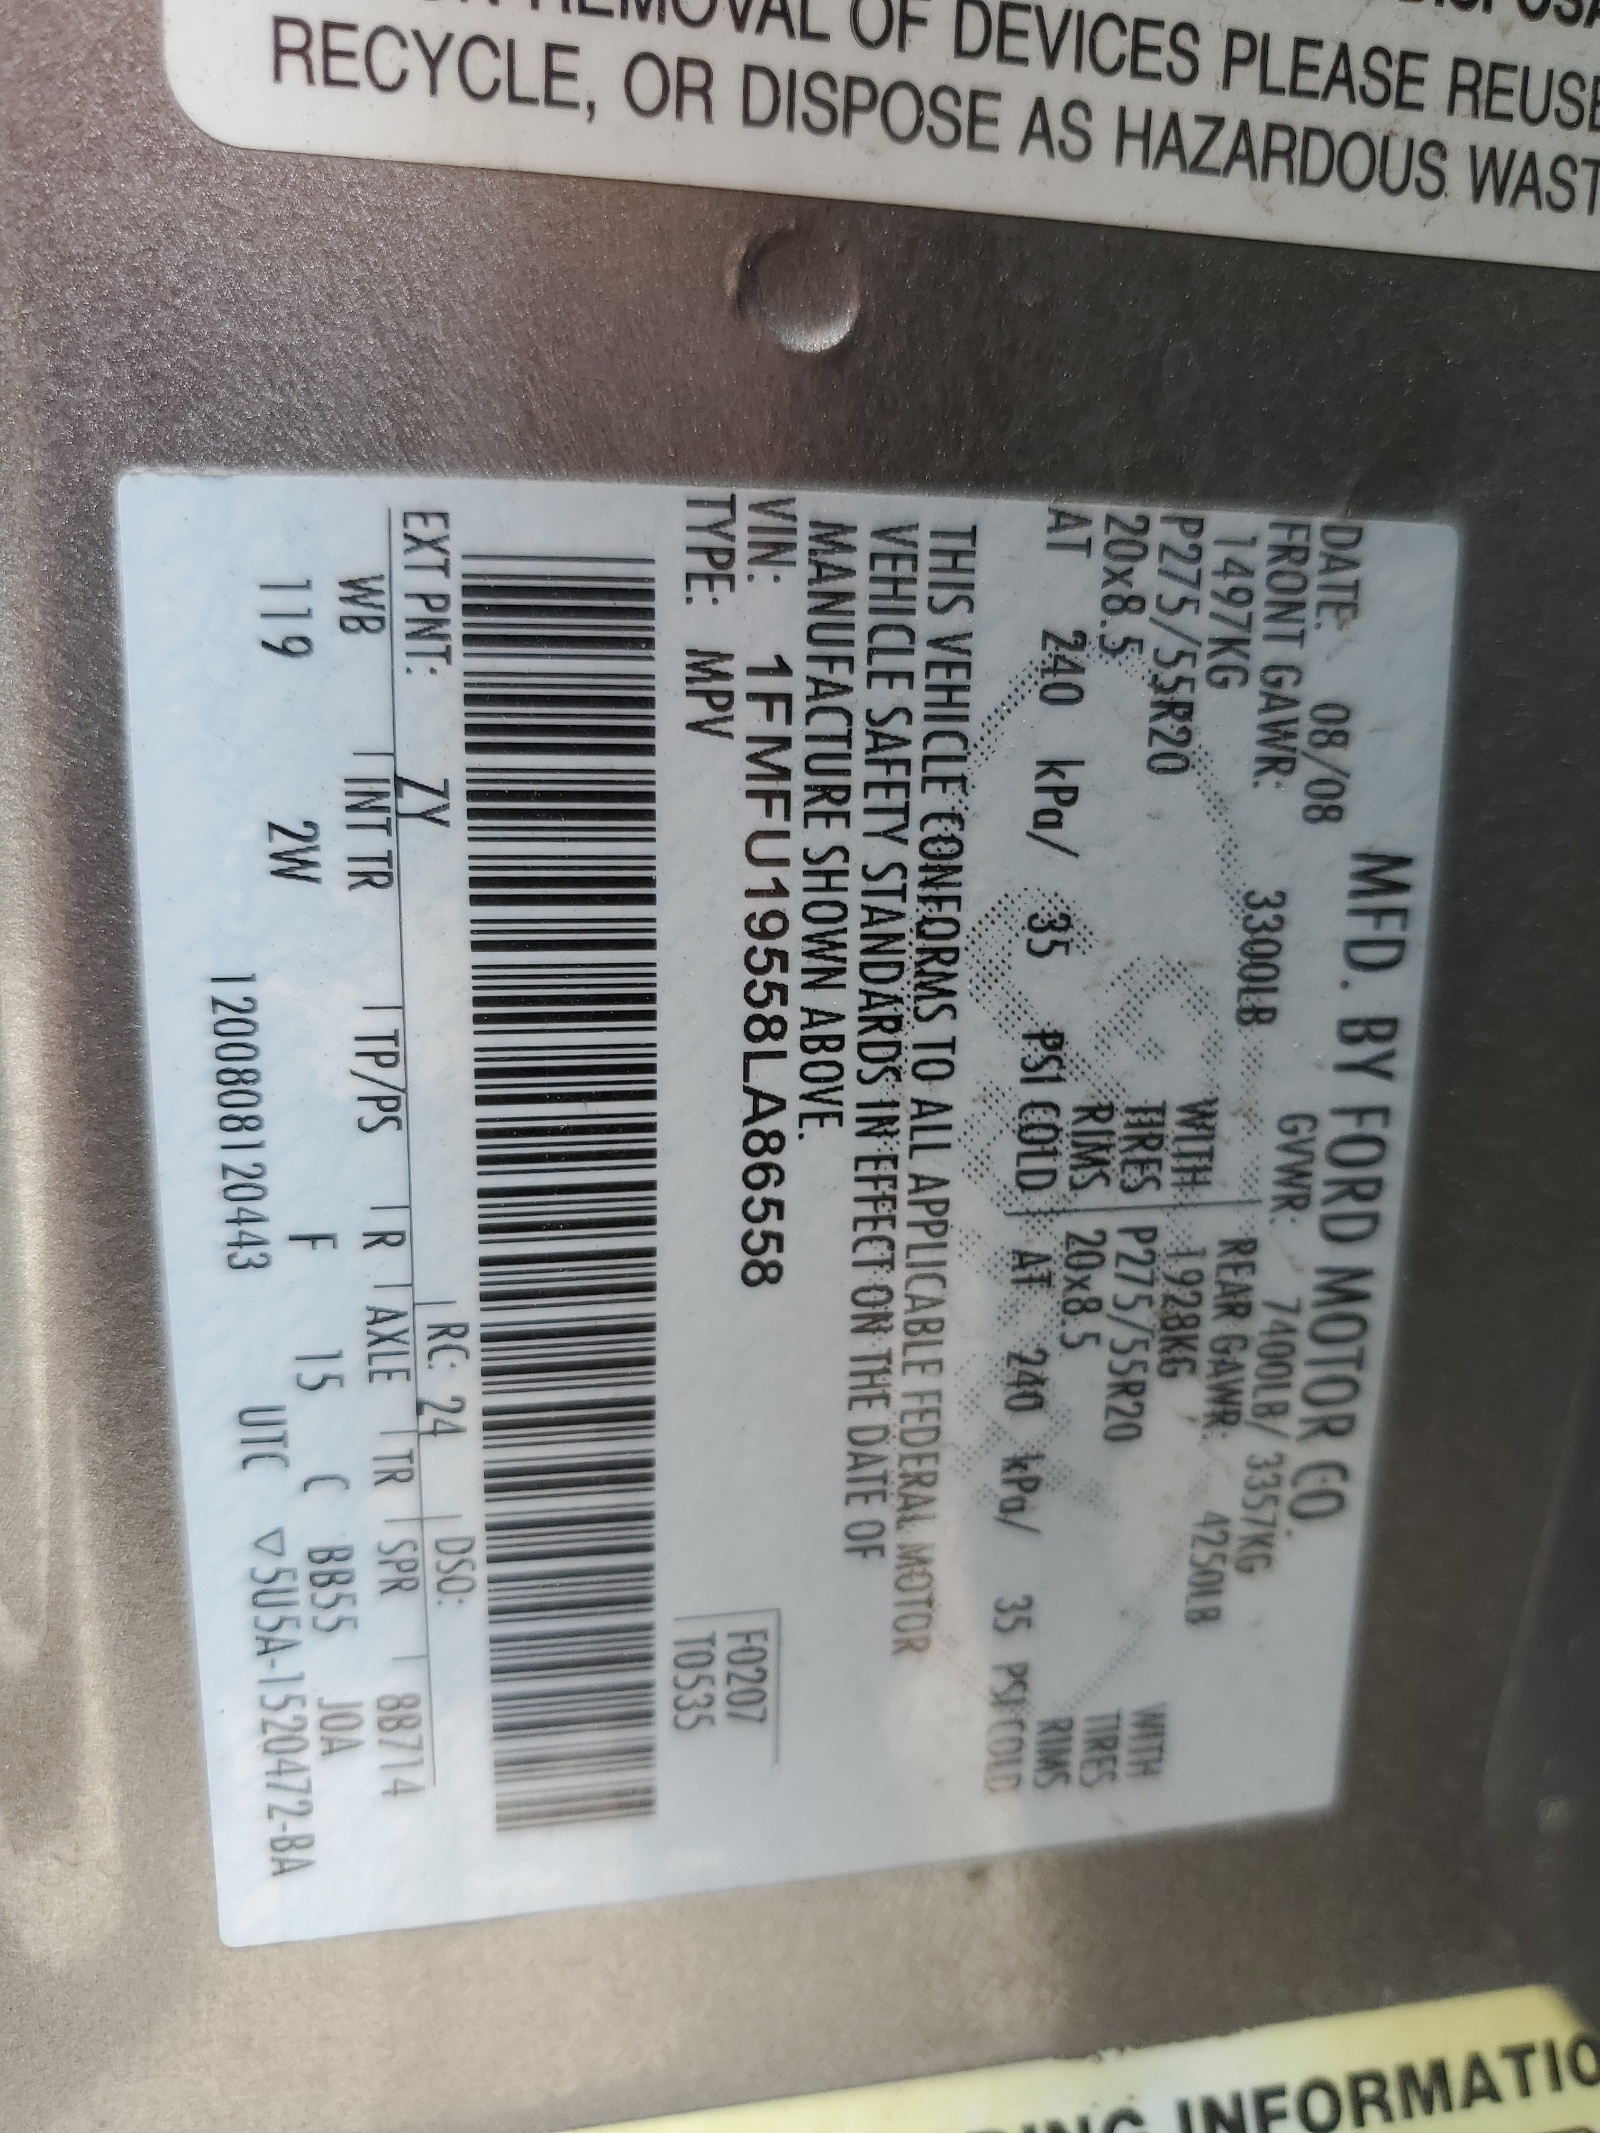 REMOVAL OF DEVICES PLEASE REUSE
RECYCLE, OR DISPOSE AS HAZARDOUS WAST
MFD. BY FORD MOTOR CO.
DATE: 08/08 GVWR: 7400LB/ 3357KG
FRONT GAWR: 3300LB REAR GAWR: 4250LB
1497KG WITH 1928KG WITH
P275/55R20 TIRES P275/55R20 TIRES
20x8.5 RIMS 20x8.5 RIMS
AT 240 kPa/ 35 PSI COLD AT 240 kPa/ 35 PSI COLD
THIS VEHICLE CONFORMS TO ALL APPLICABLE FEDERAL MOTOR
VEHICLE SAFETY STANDARDS IN EFFECT ON THE DATE OF
MANUFACTURE SHOWN ABOVE.
VIN: 1FMFU19558LA86558 F0207
TYPE: MPV T0535
EXT PNT: ZY RC: 24 DSO:
WB INT TR TP/PS R AXLE TR SPR 8B714
119 2W F 15 C BB55 J0A
1200808120443 UTC ▽5U5A-1520472-BA
INFORMATIO